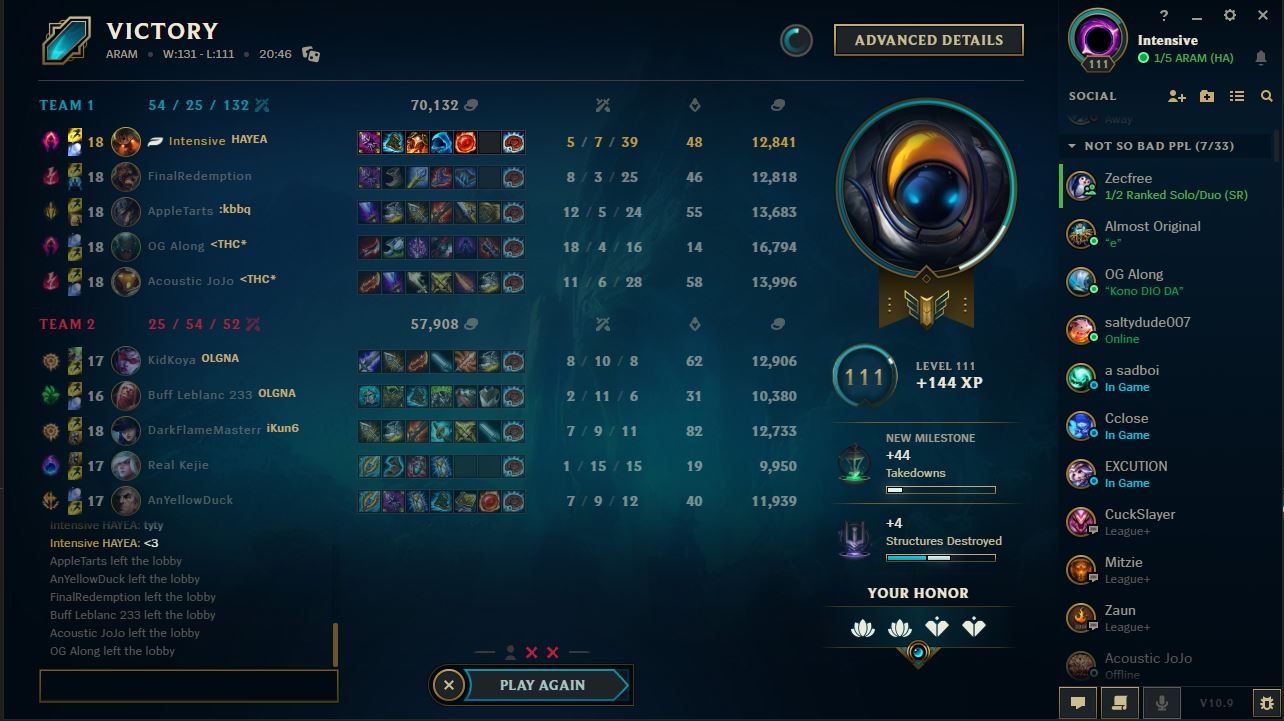 VICTORY
ARAM • W:131 - L:111 • 20:46
ADVANCED DETAILS
TEAM 1 54 / 25 / 132 70,132
18 Intensive HAYEA 5 / 7 / 39 48 12,841
18 FinalRedemption 8 / 3 / 25 46 12,818
18 AppleTarts :kbbq 12 / 5 / 24 55 13,683
18 OG Along <THC* 18 / 4 / 16 14 16,794
18 Acoustic JoJo <THC* 11 / 6 / 28 58 13,996
TEAM 2 25 / 54 / 52 57,908
17 KidKoya OLGNA 8 / 10 / 8 62 12,906
16 Buff Leblanc 233 OLGNA 2 / 11 / 6 31 10,380
18 DarkFlameMasterr iKun6 7 / 9 / 11 82 12,733
17 Real Kejie 1 / 15 / 15 19 9,950
17 AnYellowDuck 7 / 9 / 12 40 11,939
Intensive HAYEA: tyty
Intensive HAYEA: <3
AppleTarts left the lobby
AnYellowDuck left the lobby
FinalRedemption left the lobby
Buff Leblanc 233 left the lobby
Acoustic JoJo left the lobby
OG Along left the lobby
PLAY AGAIN
111
LEVEL 111
+144 XP
NEW MILESTONE
+44
Takedowns
+4
Structures Destroyed
YOUR HONOR
?
Intensive
111
1/5 ARAM (HA)
SOCIAL
Away
NOT SO BAD PPL (7/33)
Zecfree
1/2 Ranked Solo/Duo (SR)
Almost Original
“e”
OG Along
“Kono DIO DA”
saltydude007
Online
a sadboi
In Game
Cclose
In Game
EXCUTION
In Game
CuckSlayer
League+
Mitzie
League+
Zaun
League+
Acoustic JoJo
Offline
V10.9